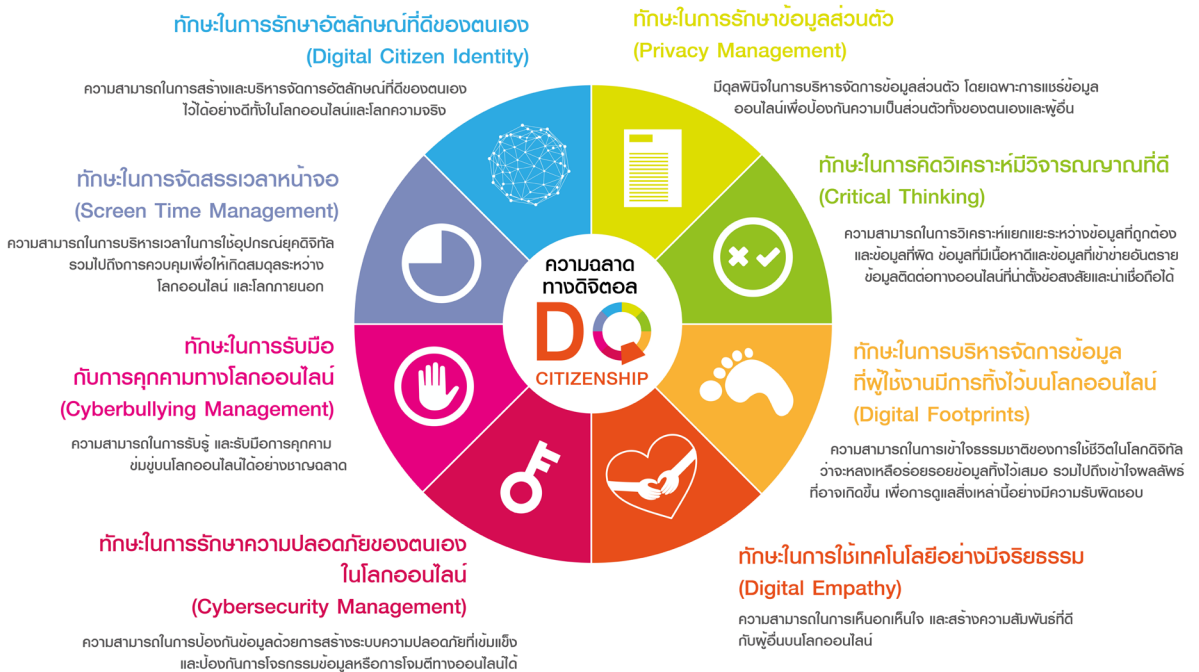 ทักษะในการรักษาอัตลักษณ์ที่ดีของตนเอง
(Digital Citizen Identity)
ความสามารถในการสร้างและบริหารจัดการอัตลักษณ์ที่ดีของตนเอง
ไว้ได้อย่างดีทั้งในโลกออนไลน์และโลกความจริง
ทักษะในการรักษาข้อมูลส่วนตัว
(Privacy Management)
มีดุลพินิจในการบริหารจัดการข้อมูลส่วนตัว โดยเฉพาะการแชร์ข้อมูล
ออนไลน์เพื่อป้องกันความเป็นส่วนตัวทั้งของตนเองและผู้อื่น
ทักษะในการจัดสรรเวลาหน้าจอ
(Screen Time Management)
ความสามารถในการบริหารเวลาในการใช้อุปกรณ์ยุคดิจิทัล
รวมไปถึงการควบคุมเพื่อให้เกิดสมดุลระหว่าง
โลกออนไลน์ และโลกภายนอก
ทักษะในการคิดวิเคราะห์มีวิจารณญาณที่ดี
(Critical Thinking)
ความสามารถในการวิเคราะห์แยกแยะระหว่างข้อมูลที่ถูกต้อง
และข้อมูลที่ผิด ข้อมูลที่มีเนื้อหาดีและข้อมูลที่เข้าข่ายอันตราย
ข้อมูลติดต่อทางออนไลน์ที่น่าตั้งข้อสงสัยและน่าเชื่อถือได้
ความฉลาด
ทางดิจิตอล
DQ
CITIZENSHIP
ทักษะในการรับมือ
กับการคุกคามทางโลกออนไลน์
(Cyberbullying Management)
ความสามารถในการรับรู้ และรับมือการคุกคาม
ข่มขู่บนโลกออนไลน์ได้อย่างชาญฉลาด
ทักษะในการบริหารจัดการข้อมูล
ที่ผู้ใช้งานมีการทิ้งไว้บนโลกออนไลน์
(Digital Footprints)
ความสามารถในการเข้าใจธรรมชาติของการใช้ชีวิตในโลกดิจิทัล
ว่าจะหลงเหลือร่อยรอยข้อมูลทิ้งไว้เสมอ รวมไปถึงเข้าใจผลลัพธ์
ที่อาจเกิดขึ้น เพื่อการดูแลสิ่งเหล่านี้อย่างมีความรับผิดชอบ
ทักษะในการรักษาความปลอดภัยของตนเอง
ในโลกออนไลน์
(Cybersecurity Management)
ความสามารถในการป้องกันข้อมูลด้วยการสร้างระบบความปลอดภัยที่เข้มแข็ง
และป้องกันการโจรกรรมข้อมูลหรือการโจมตีทางออนไลน์ได้
ทักษะในการใช้เทคโนโลยีอย่างมีจริยธรรม
(Digital Empathy)
ความสามารถในการเห็นอกเห็นใจ และสร้างความสัมพันธ์ที่ดี
กับผู้อื่นบนโลกออนไลน์